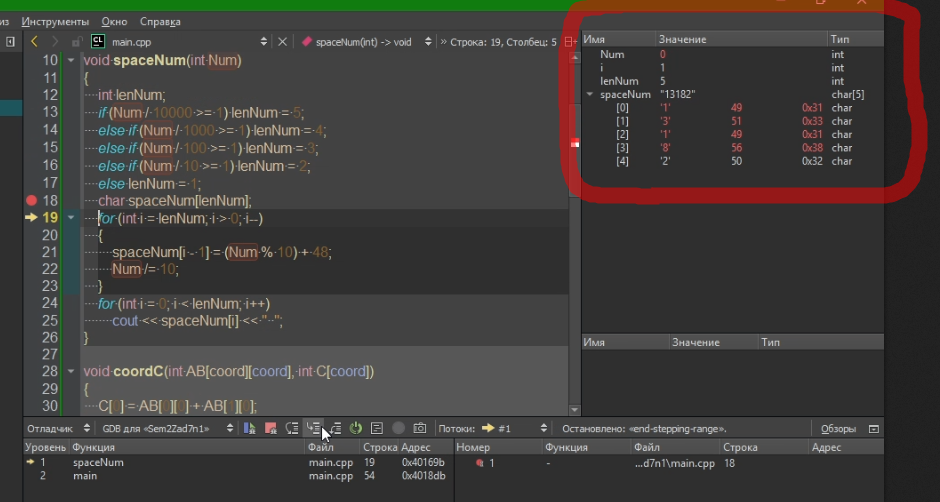 из Инструменты Окно Справка
main.cpp spaceNum(int) -> void » Строка: 19, Столбец: 5
10 void·spaceNum(int·Num)
11 {
12 ····int·lenNum;
13 ····if·(Num·/·10000·>=·1)·lenNum·=·5;
14 ····else·if·(Num·/·1000·>=·1)·lenNum·=·4;
15 ····else·if·(Num·/·100·>=·1)·lenNum·=·3;
16 ····else·if·(Num·/·10·>=·1)·lenNum·=·2;
17 ····else·lenNum·=·1;
18 ····char·spaceNum[lenNum];
19 ····for·(int·i·=·lenNum;·i·>·0;·i--)
20 ····{
21 ········spaceNum[i·-·1]·=·(Num·%·10)·+·48;
22 ········Num·/=·10;
23 ····}
24 ····for·(int·i·=·0;·i·<·lenNum;·i++)
25 ········cout·<<·spaceNum[i]·<<·"··";
26 }
27
28 void·coordC(int·AB[coord][coord],·int·C[coord])
29 {
30 ····C[0]·=·AB[0][0]·+·AB[1][0];
Имя Значение Тип
Num 0 int
i 1 int
lenNum 5 int
spaceNum "13182" char[5]
[0] '1' 49 0x31 char
[1] '3' 51 0x33 char
[2] '1' 49 0x31 char
[3] '8' 56 0x38 char
[4] '2' 50 0x32 char
Имя Значение Тип
Отладчик GDB для «Sem2Zad7n1» Потоки: #1 Остановлено: «end-stepping-range». Обзоры
Уровень Функция Файл Строка Адрес
1 spaceNum main.cpp 19 0x40169b
2 main main.cpp 54 0x4018db
Номер Функция Файл Строка Адрес
1 - ...d7n1\main.cpp 18